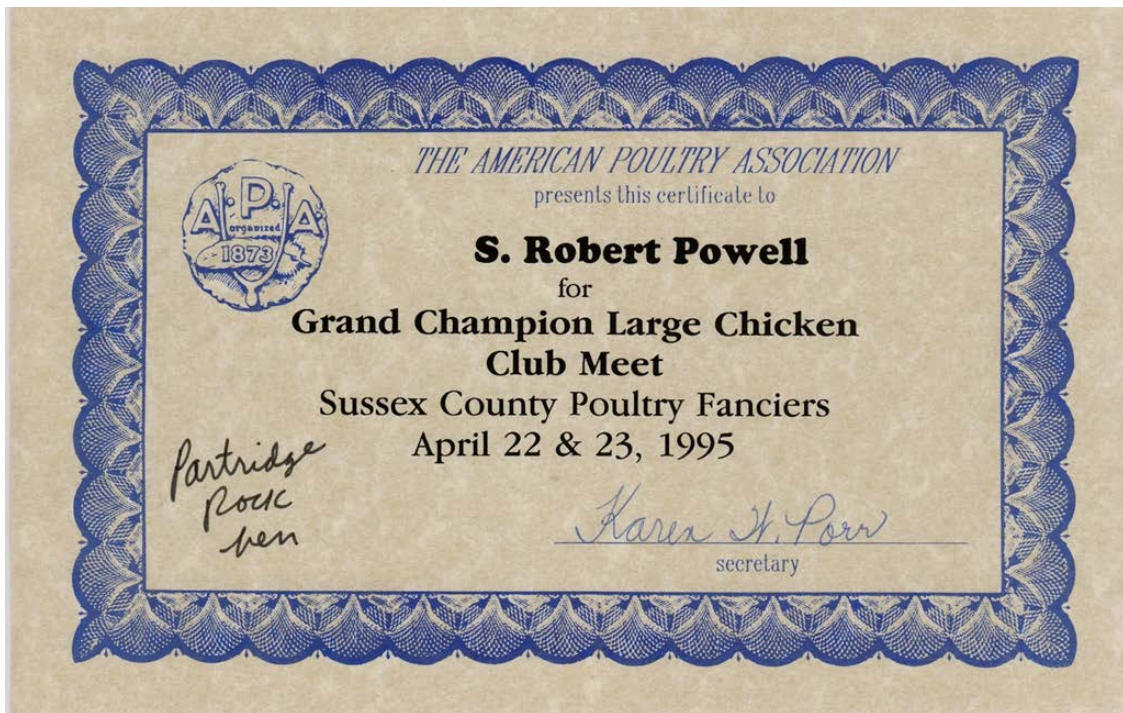 THE AMERICAN POULTRY ASSOCIATION
presents this certificate to
A·P·A·
organized
1873
S. Robert Powell
for
Grand Champion Large Chicken
Club Meet
Sussex County Poultry Fanciers
April 22 & 23, 1995
Partridge
Rock
hen
Karen W. Porr
secretary